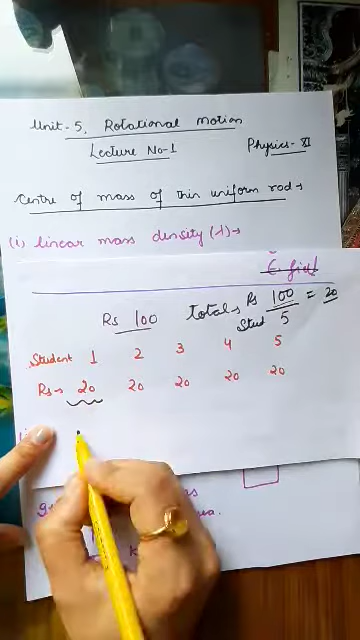 Unit-5, Rotational Motion
Lecture No-1 Physics-XI
Centre of mass of thin uniform rod→
(i) linear mass density (λ)→
Rs 100 Total→ Rs 100 = 20
Stud 5
Student 1 2 3 4 5
Rs→ 20 20 20 20 20